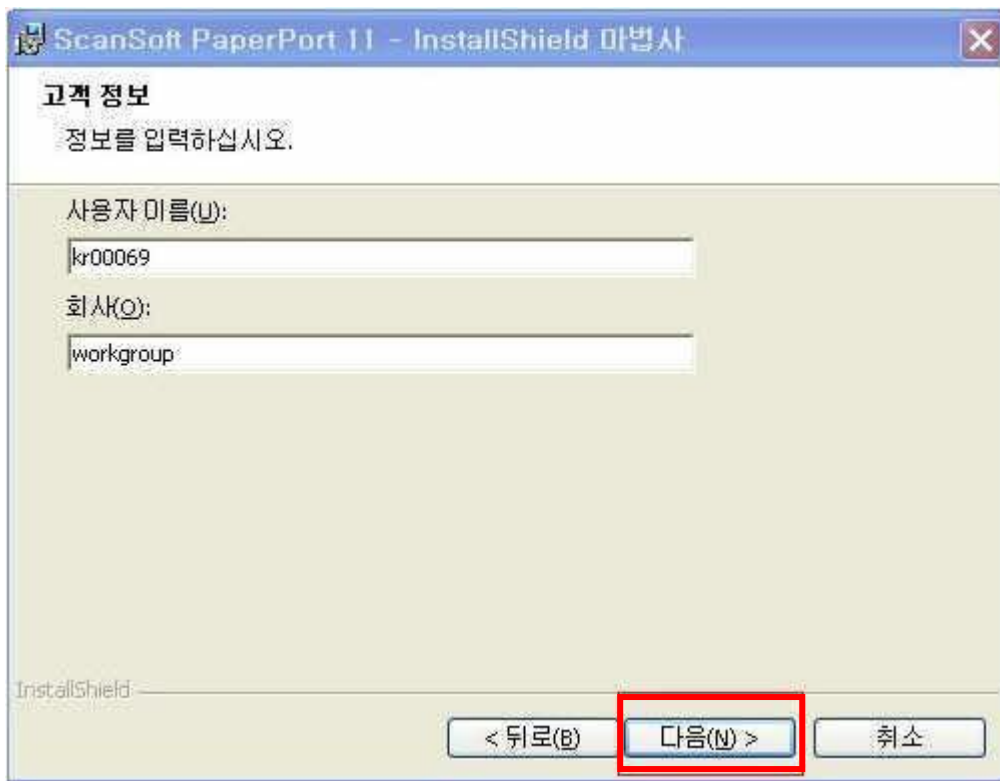 ScanSoft PaperPort 11 - InstallShield 마법사
고객 정보
정보를 입력하십시오.
사용자 이름(U):
kr00069
회사(O):
workgroup
InstallShield
< 뒤로(B) 다음(N) > 취소